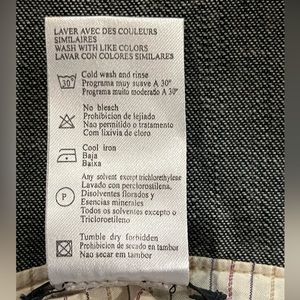 LAVER AVEC DES COULEURS
SIMILAIRES
WASH WITH LIKE COLORS
LAVAR CON COLORES SIMILARES
30°
Cold wash and rinse
Programa muy suave A 30°
Programa muito moderado A 30°
No bleach
Prohibicion de lejiado
Nao permitido o tratamento
Com lixivia de cloro
Cool iron
Baja
Baixa
P
Any solvent except trichlorethylene
Lavado con perclorostilena,
Disolventes florados y
Esencias minerales
Todos os solventes excepto o
Tricloroetileno
Tumble dry forbidden
Prohibicion de secado en tambor
Nao secar em tambor